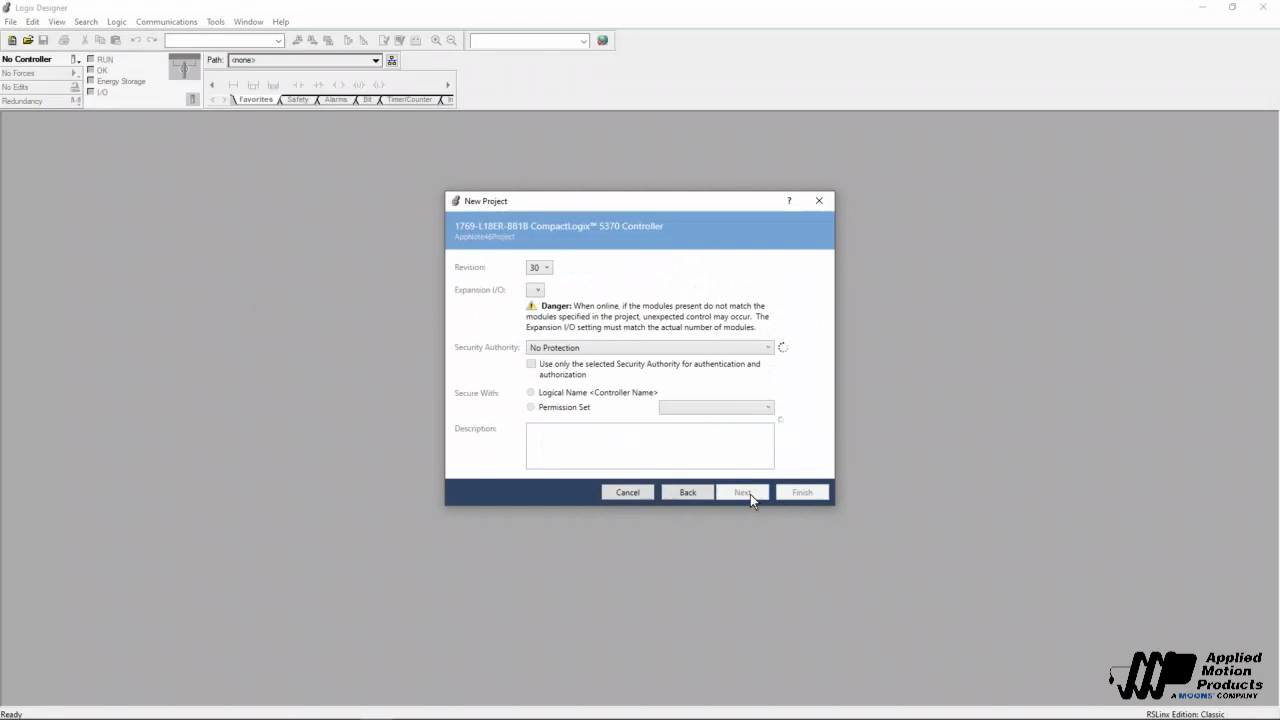 Logix Designer
File Edit View Search Logic Communications Tools Window Help
No Controller
No Forces
No Edits
Redundancy
RUN
OK
Energy Storage
I/O
Path: <none>
Favorites Safety Alarms Bit Timer/Counter In
New Project
?
1769-L18ER-BB1B CompactLogix™ 5370 Controller
AppNote46Project
Revision: 30
Expansion I/O:
Danger: When online, if the modules present do not match the
modules specified in the project, unexpected control may occur. The
Expansion I/O setting must match the actual number of modules.
Security Authority: No Protection
Use only the selected Security Authority for authentication and
authorization
Secure With: Logical Name <Controller Name>
Permission Set
Description:
Cancel Back Next Finish
Applied
Motion
Products
A MOONS' COMPANY
Ready
RSLinx Edition: Classic